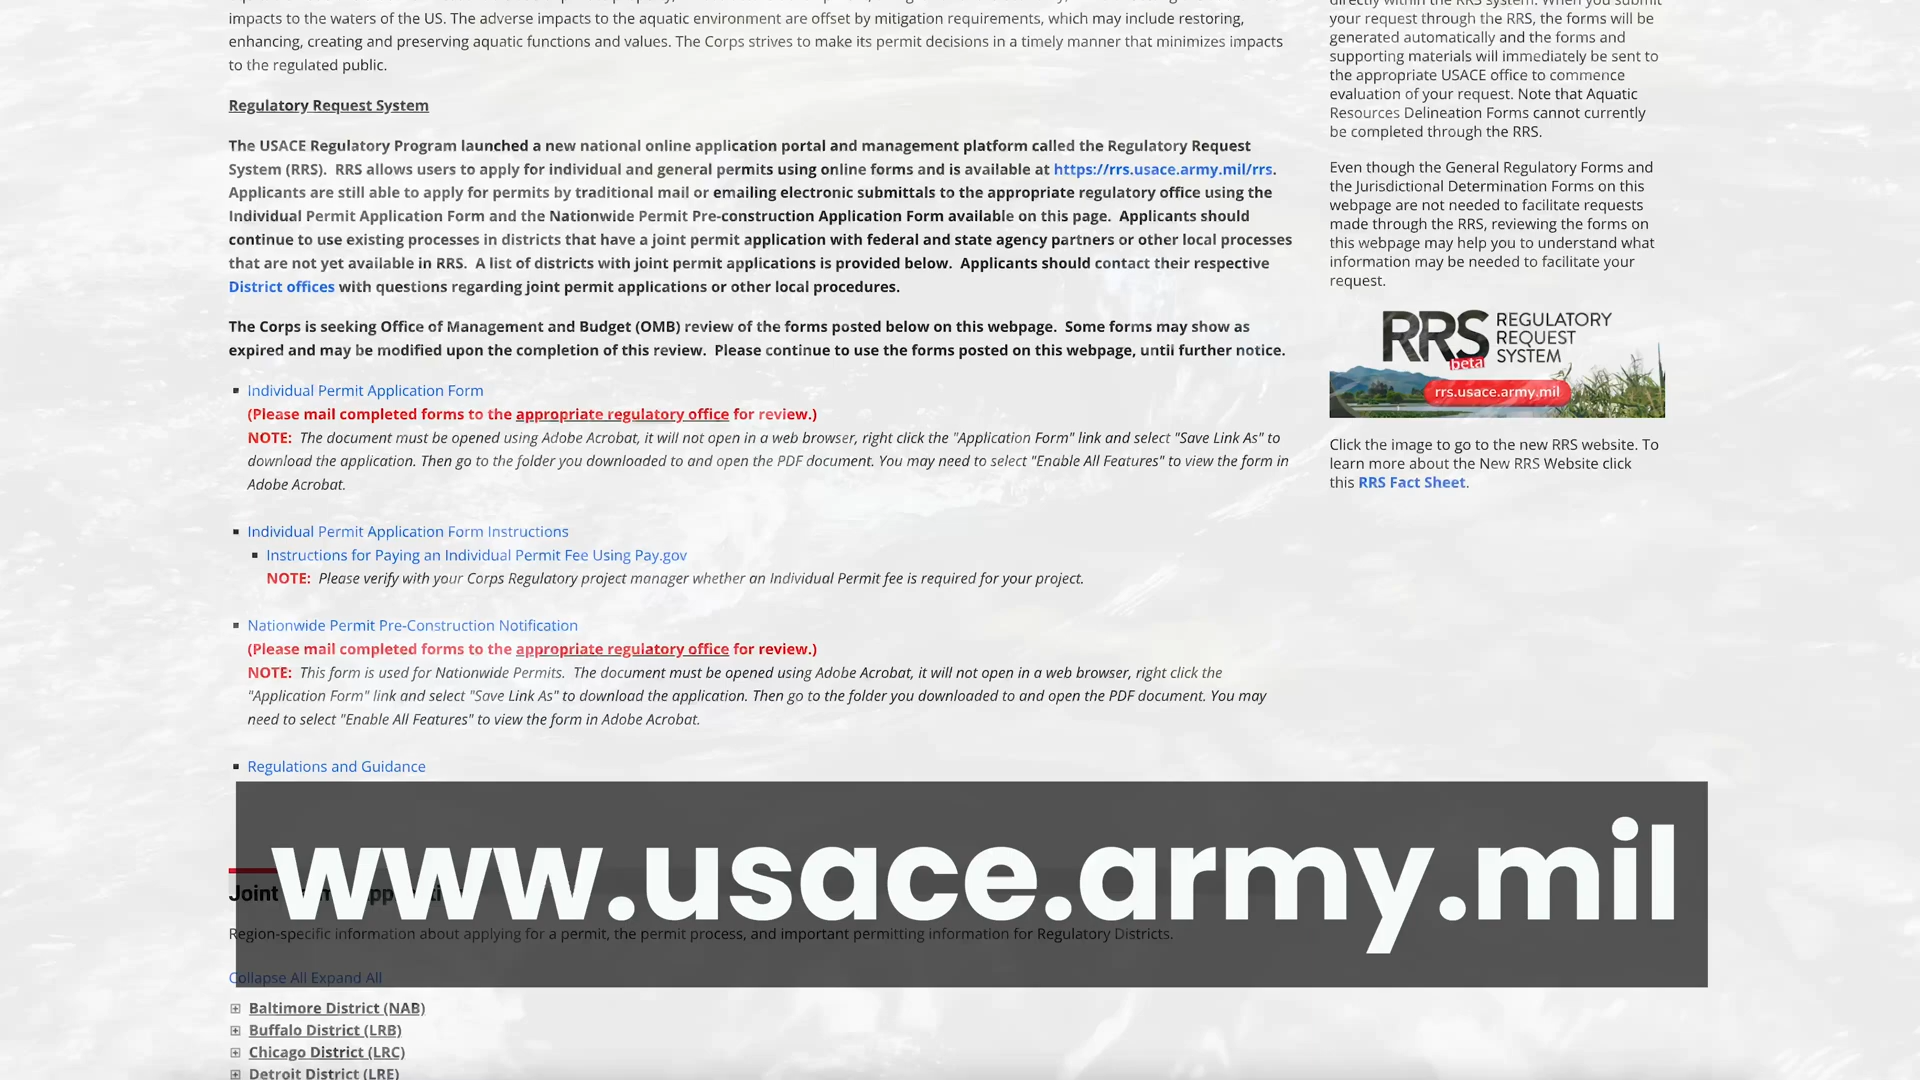 impacts to the waters of the US. The adverse impacts to the aquatic environment are offset by mitigation requirements, which may include restoring,
enhancing, creating and preserving aquatic functions and values. The Corps strives to make its permit decisions in a timely manner that minimizes impacts
to the regulated public.
Regulatory Request System
The USACE Regulatory Program launched a new national online application portal and management platform called the Regulatory Request
System (RRS).  RRS allows users to apply for individual and general permits using online forms and is available at https://rrs.usace.army.mil/rrs.
Applicants are still able to apply for permits by traditional mail or emailing electronic submittals to the appropriate regulatory office using the
Individual Permit Application Form and the Nationwide Permit Pre-construction Application Form available on this page.  Applicants should
continue to use existing processes in districts that have a joint permit application with federal and state agency partners or other local processes
that are not yet available in RRS.  A list of districts with joint permit applications is provided below.  Applicants should contact their respective
District offices with questions regarding joint permit applications or other local procedures.
The Corps is seeking Office of Management and Budget (OMB) review of the forms posted below on this webpage.  Some forms may show as
expired and may be modified upon the completion of this review.  Please continue to use the forms posted on this webpage, until further notice.
Individual Permit Application Form
(Please mail completed forms to the appropriate regulatory office for review.)
NOTE:  The document must be opened using Adobe Acrobat, it will not open in a web browser, right click the "Application Form" link and select "Save Link As" to
download the application. Then go to the folder you downloaded to and open the PDF document. You may need to select "Enable All Features" to view the form in
Adobe Acrobat.
Individual Permit Application Form Instructions
Instructions for Paying an Individual Permit Fee Using Pay.gov
NOTE:  Please verify with your Corps Regulatory project manager whether an Individual Permit fee is required for your project.
Nationwide Permit Pre-Construction Notification
(Please mail completed forms to the appropriate regulatory office for review.)
NOTE:  This form is used for Nationwide Permits.  The document must be opened using Adobe Acrobat, it will not open in a web browser, right click the
"Application Form" link and select "Save Link As" to download the application. Then go to the folder you downloaded to and open the PDF document. You may
need to select "Enable All Features" to view the form in Adobe Acrobat.
Regulations and Guidance
Joint
www.usace.army.mil
Region-specific information about applying for a permit, the permit process, and important permitting information for Regulatory Districts.
Collapse All Expand All
Baltimore District (NAB)
Buffalo District (LRB)
Chicago District (LRC)
Detroit District (LRE)
directly within the RRS system. When you submit
your request through the RRS, the forms will be
generated automatically and the forms and
supporting materials will immediately be sent to
the appropriate USACE office to commence
evaluation of your request. Note that Aquatic
Resources Delineation Forms cannot currently
be completed through the RRS.
Even though the General Regulatory Forms and
the Jurisdictional Determination Forms on this
webpage are not needed to facilitate requests
made through the RRS, reviewing the forms on
this webpage may help you to understand what
information may be needed to facilitate your
request.
RRS REGULATORY
REQUEST
SYSTEM
beta
rrs.usace.army.mil
Click the image to go to the new RRS website. To
learn more about the New RRS Website click
this RRS Fact Sheet.